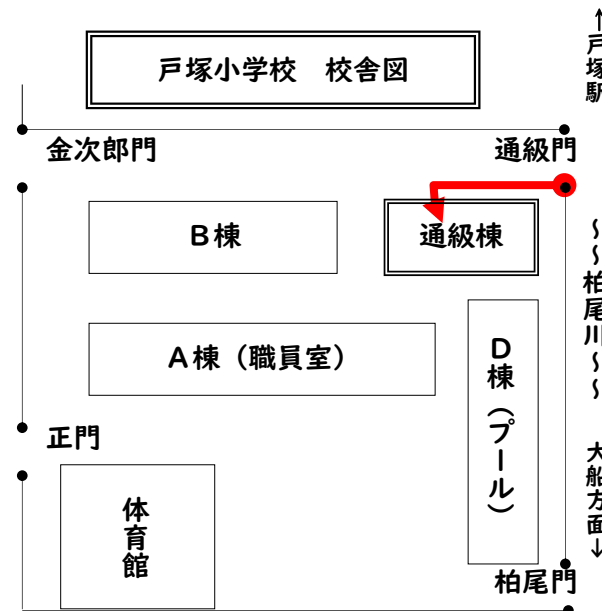 戸塚小学校　校舎図
↑戸塚駅
金次郎門
通級門
B棟
通級棟
～～柏尾川～～
A棟（職員室）
D棟（プール）
正門
大船方面↓
体育館
柏尾門